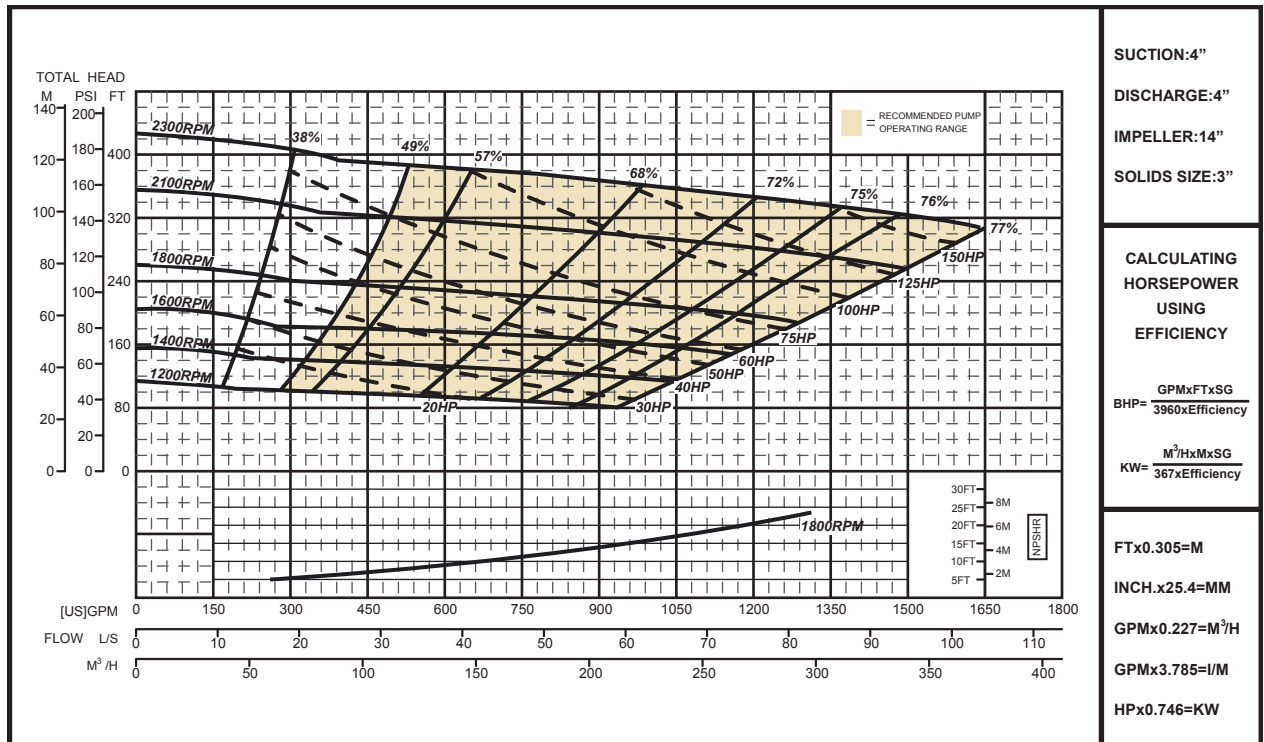 TOTAL HEAD
M PSI FT
140
120
100
80
60
40
20
0
200
180
160
140
120
100
80
60
40
20
0
400
320
240
160
80
0
2300RPM
2100RPM
1800RPM
1600RPM
1400RPM
1200RPM
38%
49%
57%
68%
72%
75%
76%
77%
= RECOMMENDED PUMP
OPERATING RANGE
150HP
125HP
100HP
75HP
60HP
50HP
40HP
30HP
20HP
1800RPM
30FT
25FT
20FT
15FT
10FT
5FT
8M
6M
4M
2M
NPSHR
[US]GPM 0 150 300 450 600 750 900 1050 1200 1350 1500 1650 1800
FLOW L/S 0 10 20 30 40 50 60 70 80 90 100 110
M³/H 0 50 100 150 200 250 300 350 400
SUCTION:4”
DISCHARGE:4”
IMPELLER:14”
SOLIDS SIZE:3”
CALCULATING
HORSEPOWER
USING
EFFICIENCY
BHP= GPMxFTxSG
3960xEfficiency
KW= M³/HxMxSG
367xEfficiency
FTx0.305=M
INCH.x25.4=MM
GPMx0.227=M³/H
GPMx3.785=l/M
HPx0.746=KW